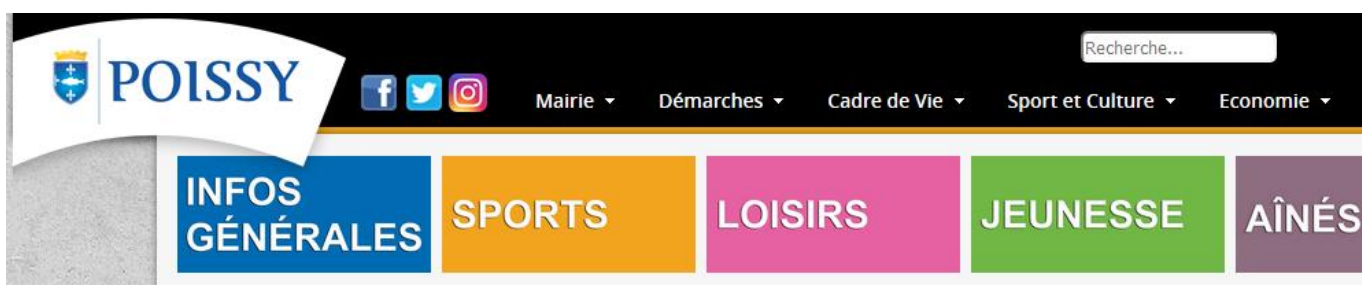 POISSY
Recherche...
Mairie Démarches Cadre de Vie Sport et Culture Economie
INFOS
GÉNÉRALES
SPORTS
LOISIRS
JEUNESSE
AÎNÉS